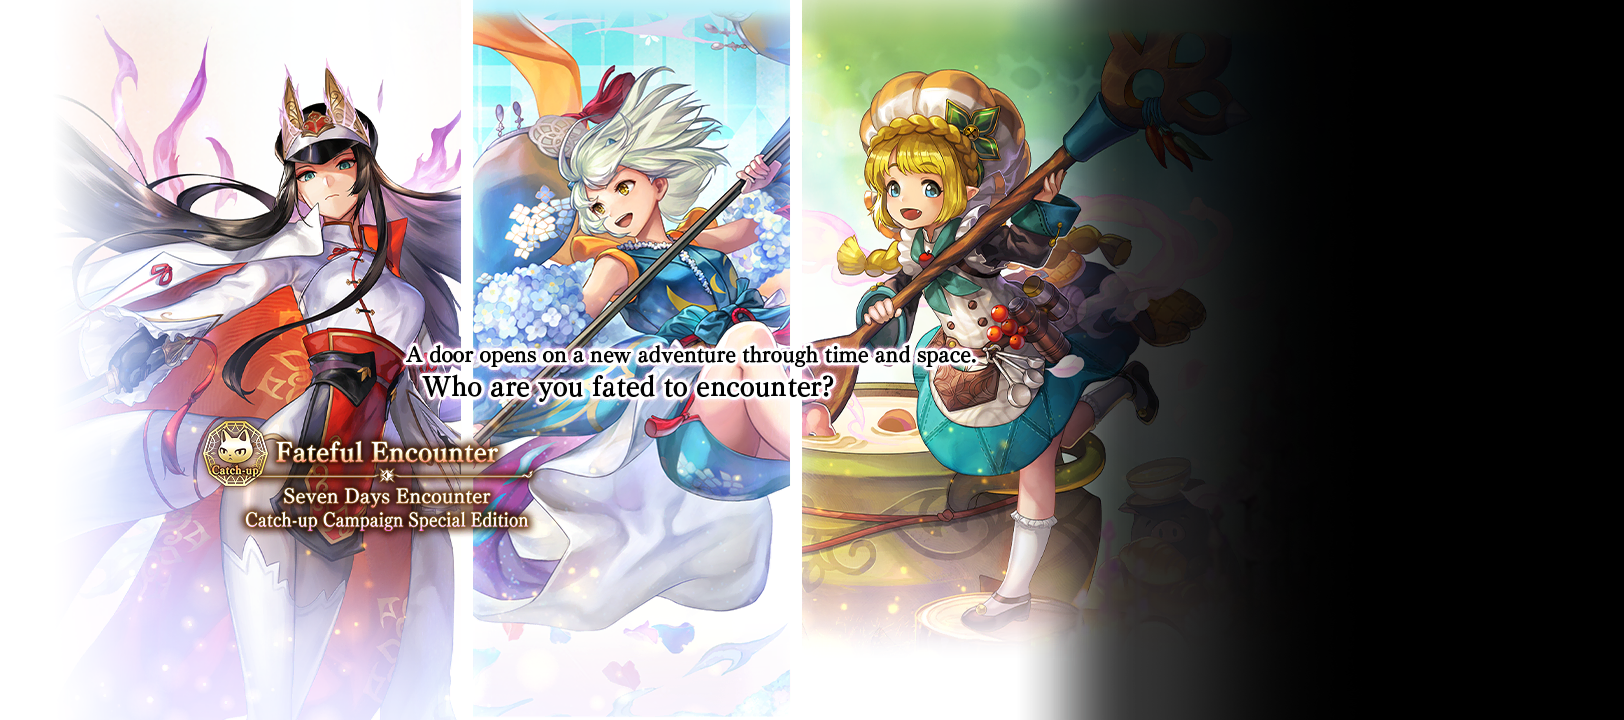 A door opens on a new adventure through time and space.
Who are you fated to encounter?
Catch-up
Fateful Encounter
Seven Days Encounter
Catch-up Campaign Special Edition